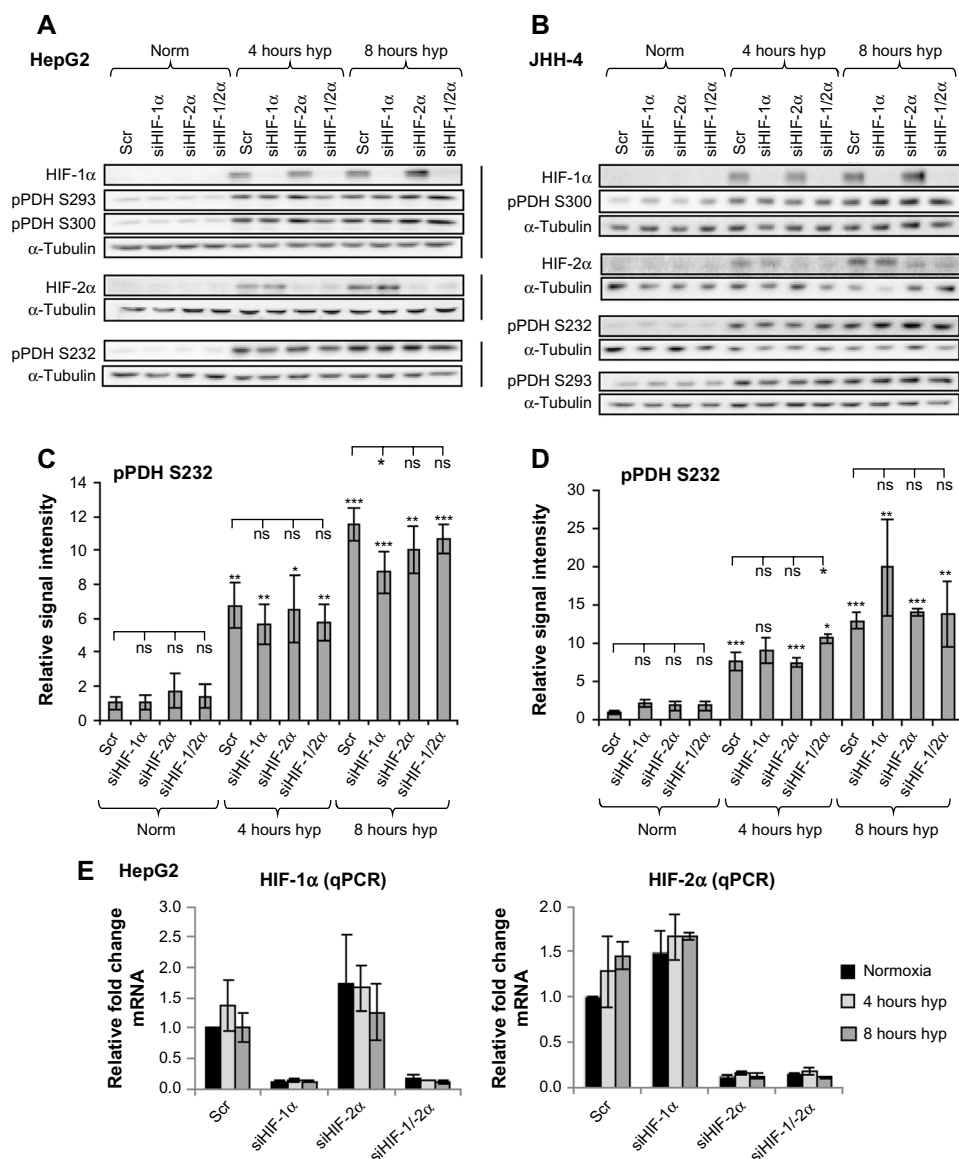 A
HepG2
Norm
4 hours hyp
8 hours hyp
Scr
siHIF-1α
siHIF-2α
siHIF-1/2α
Scr
siHIF-1α
siHIF-2α
siHIF-1/2α
Scr
siHIF-1α
siHIF-2α
siHIF-1/2α
HIF-1α
pPDH S293
pPDH S300
α-Tubulin
HIF-2α
α-Tubulin
pPDH S232
α-Tubulin
B
JHH-4
Norm
4 hours hyp
8 hours hyp
Scr
siHIF-1α
siHIF-2α
siHIF-1/2α
Scr
siHIF-1α
siHIF-2α
siHIF-1/2α
Scr
siHIF-1α
siHIF-2α
siHIF-1/2α
HIF-1α
pPDH S300
α-Tubulin
HIF-2α
α-Tubulin
pPDH S232
α-Tubulin
pPDH S293
α-Tubulin
C
pPDH S232
Relative signal intensity
14
12
10
8
6
4
2
0
ns ns ns
ns ns ns
* ns ns
** ** * **
*** *** ** ***
Scr
siHIF-1α
siHIF-2α
siHIF-1/2α
Scr
siHIF-1α
siHIF-2α
siHIF-1/2α
Scr
siHIF-1α
siHIF-2α
siHIF-1/2α
Norm
4 hours hyp
8 hours hyp
D
pPDH S232
Relative signal intensity
30
25
20
15
10
5
0
ns ns ns
ns ns *
ns ns ns
*** ns *** *
*** ** *** **
Scr
siHIF-1α
siHIF-2α
siHIF-1/2α
Scr
siHIF-1α
siHIF-2α
siHIF-1/2α
Scr
siHIF-1α
siHIF-2α
siHIF-1/2α
Norm
4 hours hyp
8 hours hyp
E
HepG2
HIF-1α (qPCR)
Relative fold change
mRNA
3.0
2.5
2.0
1.5
1.0
0.5
0.0
Scr
siHIF-1α
siHIF-2α
siHIF-1/-2α
HIF-2α (qPCR)
Relative fold change
mRNA
2.0
1.5
1.0
0.5
0.0
Scr
siHIF-1α
siHIF-2α
siHIF-1/-2α
Normoxia
4 hours hyp
8 hours hyp